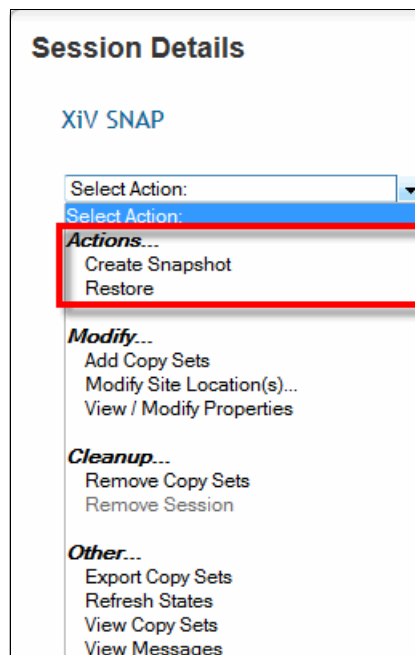 Session Details
XiV SNAP
Select Action:
Select Action:
Actions...
Create Snapshot
Restore
Modify...
Add Copy Sets
Modify Site Location(s)...
View / Modify Properties
Cleanup...
Remove Copy Sets
Remove Session
Other...
Export Copy Sets
Refresh States
View Copy Sets
View Messages